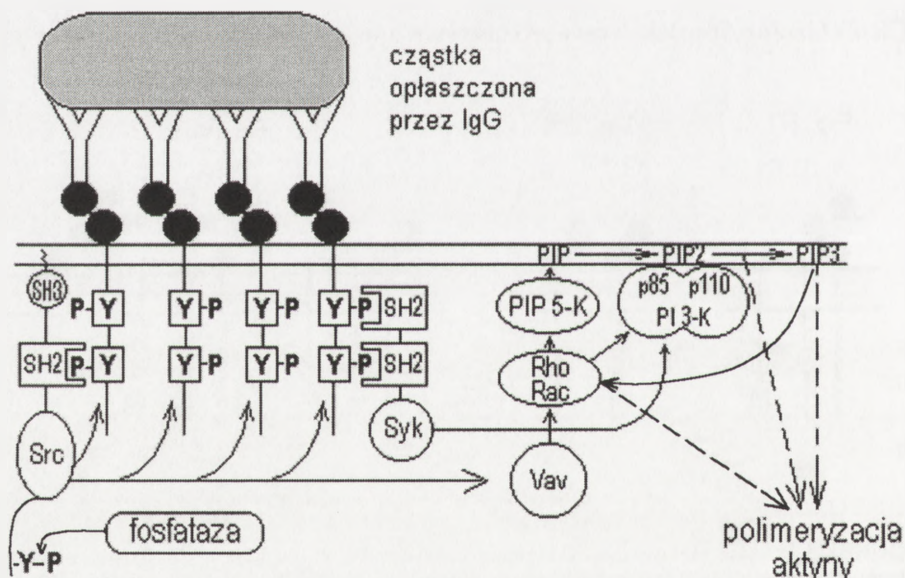 cząstka
opłaszczona
przez IgG
PIP PIP2 PIP3
SH3
P-Y Y-P Y-P Y-P SH2
PIP 5-K
p85 p110
PI 3-K
SH2 P-Y Y-P Y-P Y-P SH2
Rho
Rac
Src
Syk
Vav
fosfataza
-Y-P
polimeryzacja
aktyny